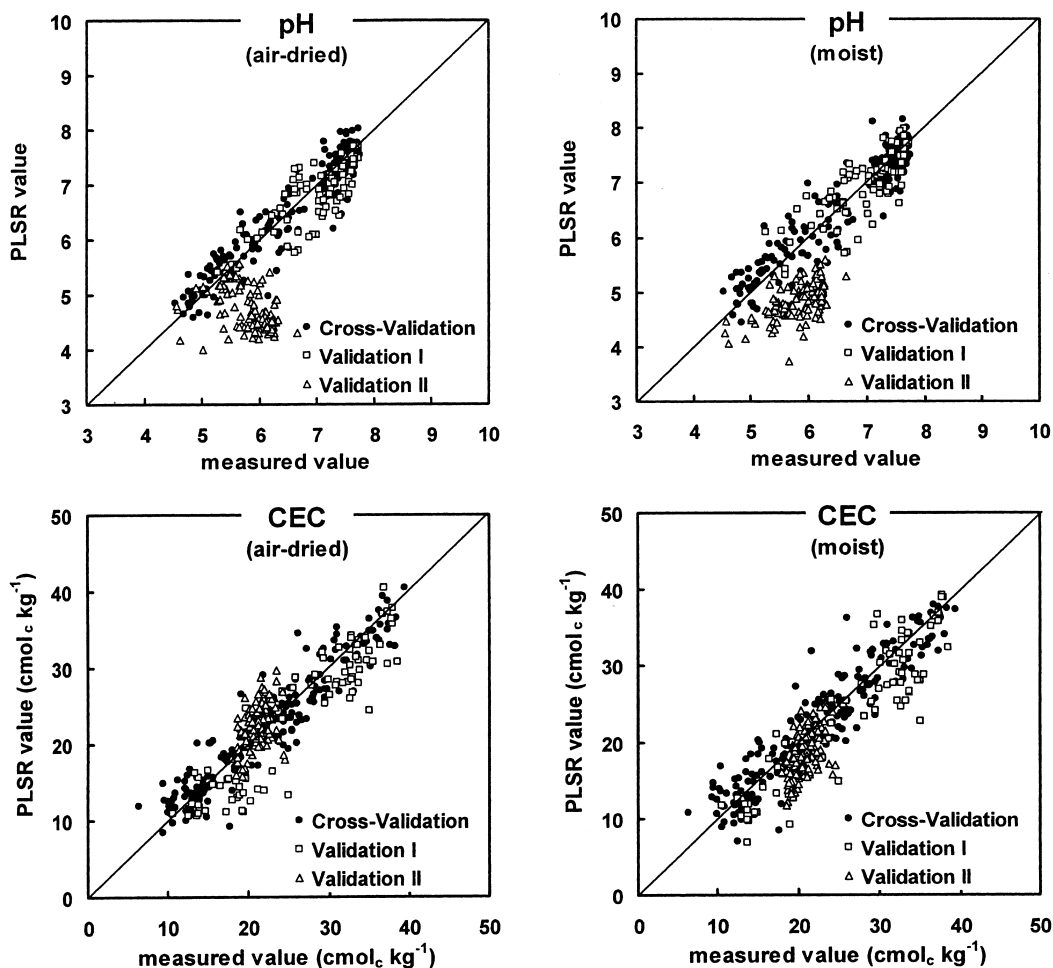 pH
(air-dried)
10
9
8
7
6
5
4
3
PLSR value
Cross-Validation
Validation I
Validation II
3 4 5 6 7 8 9 10
measured value
pH
(moist)
10
9
8
7
6
5
4
3
PLSR value
Cross-Validation
Validation I
Validation II
3 4 5 6 7 8 9 10
measured value
CEC
(air-dried)
50
40
30
20
10
0
PLSR value (cmol c kg⁻¹)
Cross-Validation
Validation I
Validation II
0 10 20 30 40 50
measured value (cmolc kg⁻¹)
CEC
(moist)
50
40
30
20
10
0
PLSR value (cmol c kg⁻¹)
Cross-Validation
Validation I
Validation II
0 10 20 30 40 50
measured value (cmolc kg⁻¹)